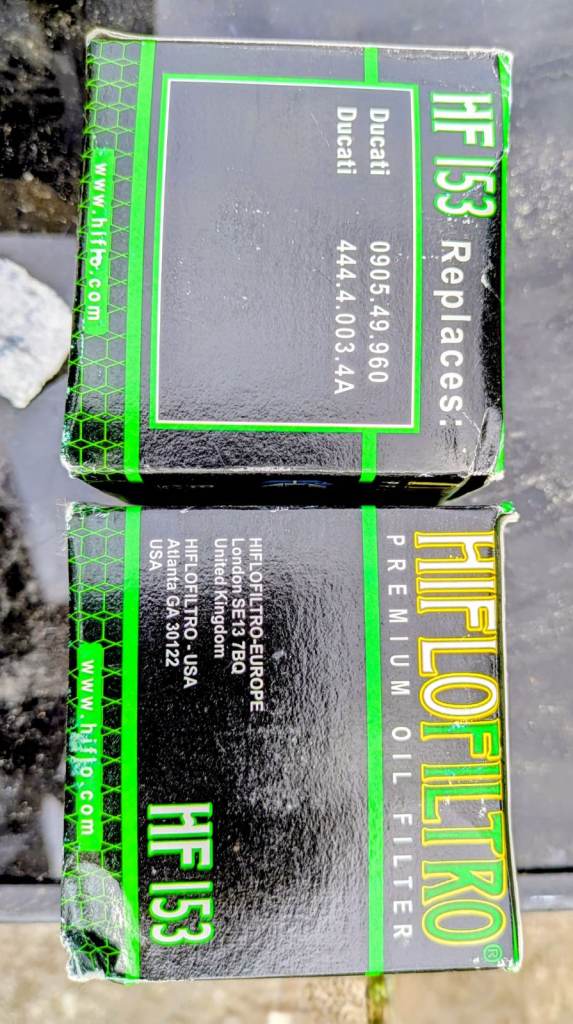 HF 153 Replaces:
Ducati 0905.49.960
Ducati 444.4.003.4A
www.hiflo.com
HIFLOFILTRO®
PREMIUM OIL FILTER
HIFLOFILTRO-EUROPE
London SE13 7BQ
United Kingdom
HIFLOFILTRO - USA
Atlanta GA 30122
USA
HF 153
www.hiflo.com